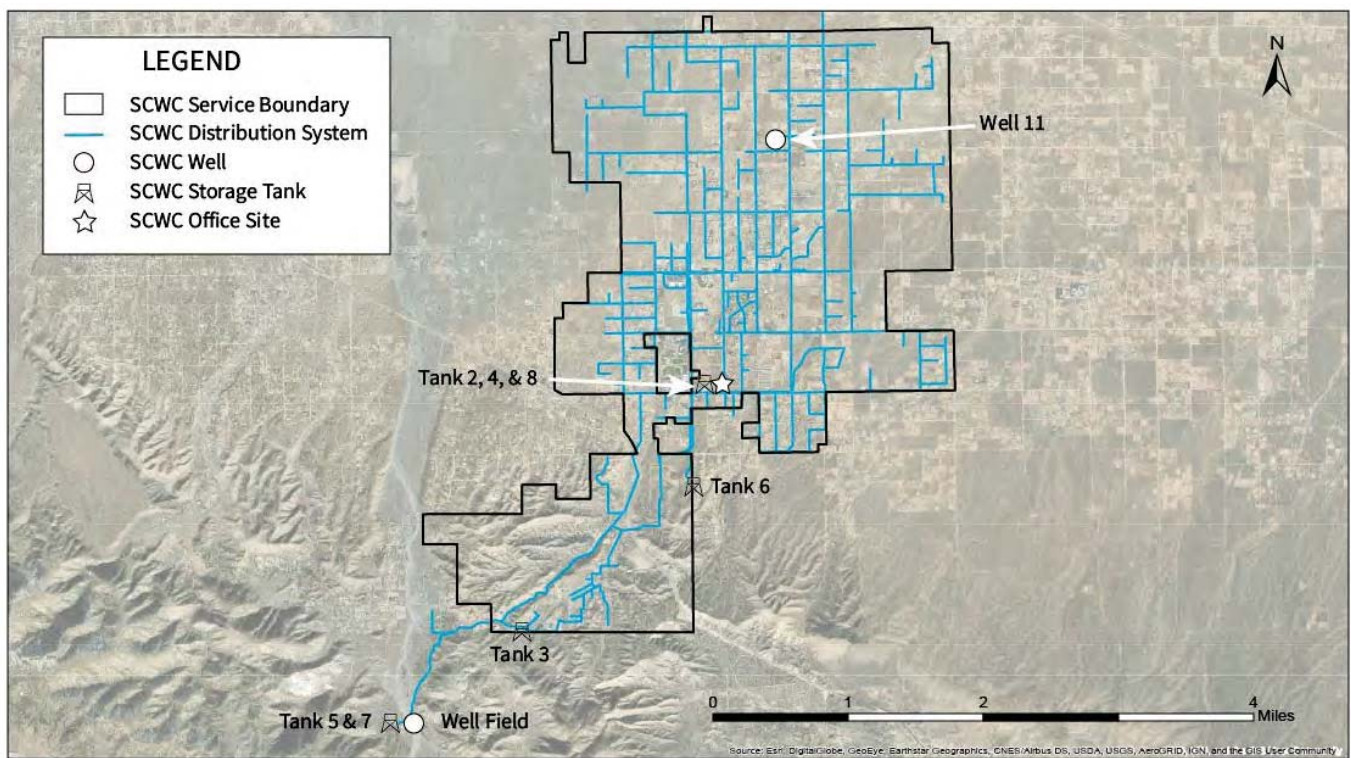 LEGEND
SCWC Service Boundary
SCWC Distribution System
SCWC Well
SCWC Storage Tank
SCWC Office Site
N
Well 11
Tank 2, 4, & 8
Tank 6
Tank 3
Tank 5 & 7
Well Field
0 1 2 4
Miles
Source: Esri, DigitalGlobe, GeoEye, Earthstar Geographics, CNES/Airbus DS, USDA, USGS, AeroGRID, IGN, and the GIS User Community